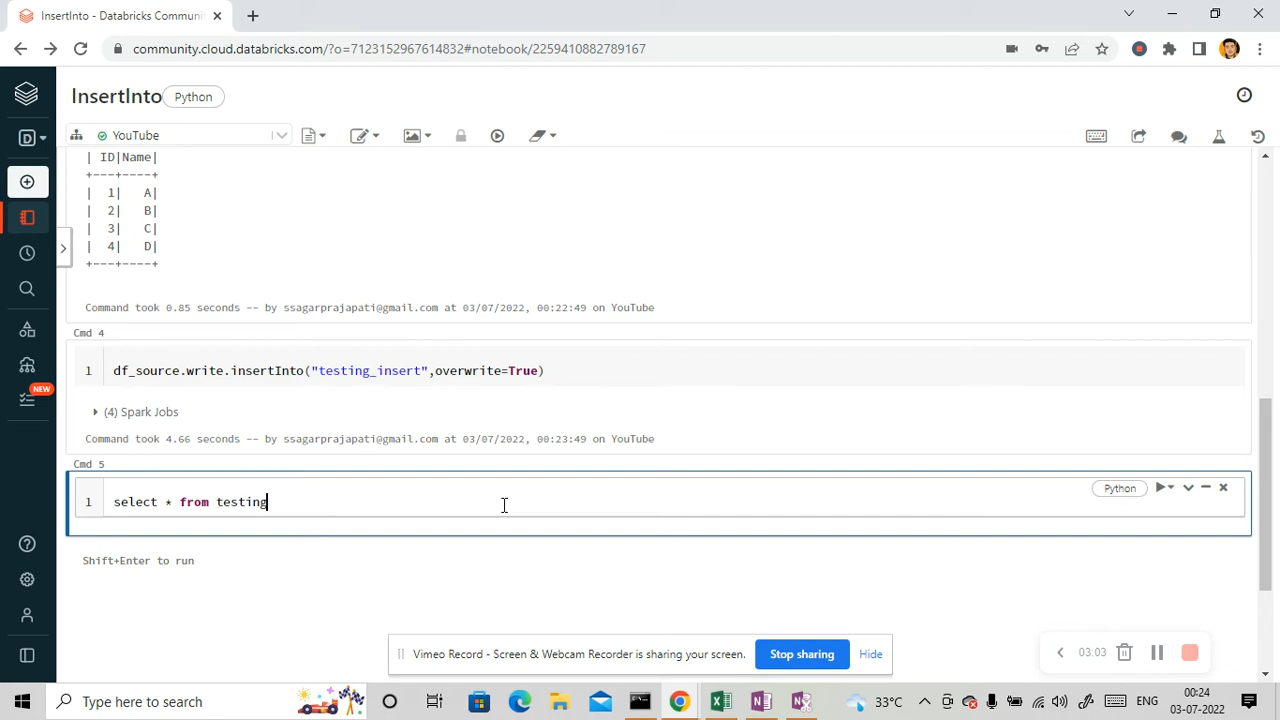 InsertInto - Databricks Communi
community.cloud.databricks.com/?o=7123152967614832#notebook/2259410882789167
InsertInto Python
D
YouTube
| ID|Name|
+---+----+
| 1| A|
| 2| B|
| 3| C|
| 4| D|
+---+----+
Command took 0.85 seconds -- by ssagarprajapati@gmail.com at 03/07/2022, 00:22:49 on YouTube
Cmd 4
1 df_source.write.insertInto("testing_insert",overwrite=True)
(4) Spark Jobs
NEW
Command took 4.66 seconds -- by ssagarprajapati@gmail.com at 03/07/2022, 00:23:49 on YouTube
Cmd 5
Python
1 select * from testing
Shift+Enter to run
Vimeo Record - Screen & Webcam Recorder is sharing your screen. Stop sharing Hide
03:03
Type here to search
33°C
ENG
00:24
03-07-2022